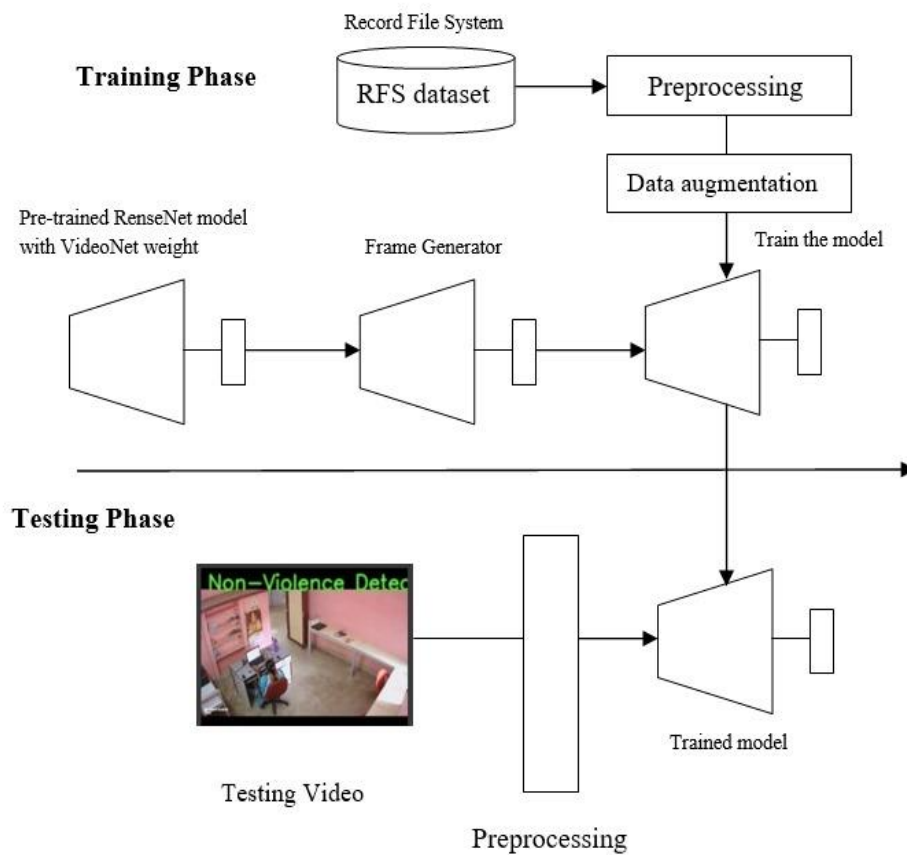 Record File System
Training Phase
RFS dataset
Preprocessing
Data augmentation
Pre-trained RenseNet model
with VideoNet weight
Frame Generator
Train the model
Testing Phase
Non-Violence Detec
Trained model
Testing Video
Preprocessing